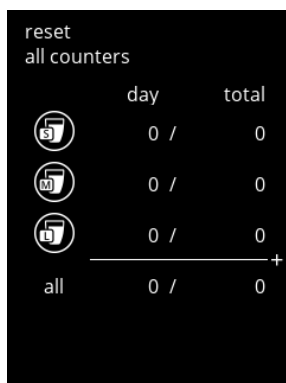 reset
all counters
day total
S 0 / 0
M 0 / 0
L 0 / 0
+
all 0 / 0